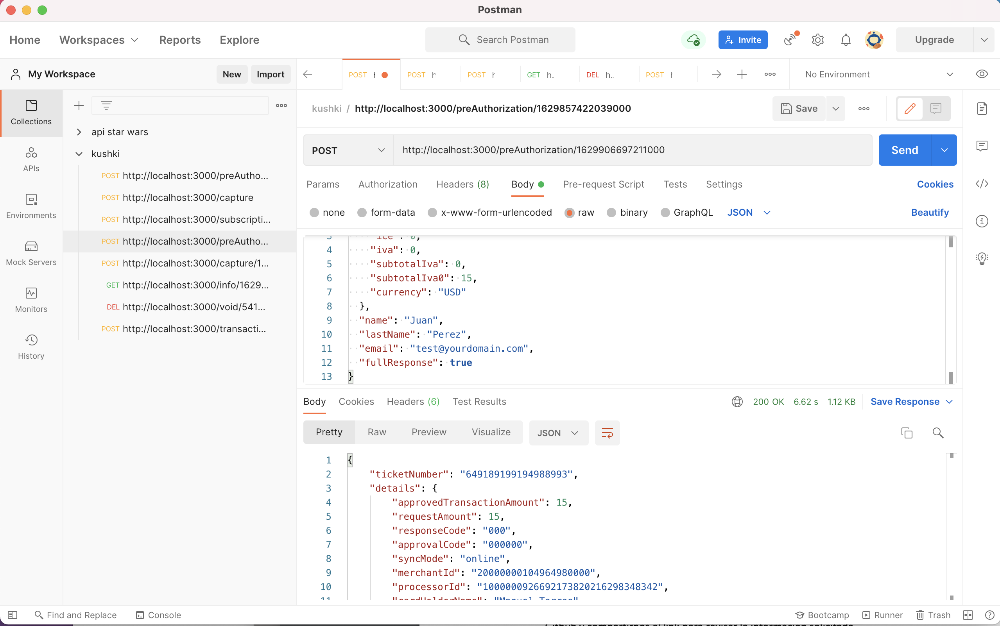 Postman
Home Workspaces Reports Explore
Search Postman
Invite
Upgrade
My Workspace New Import
POST POST POST GET h. DEL h.. POST
No Environment
Collections
APIs
Environments
Mock Servers
Monitors
History
api star wars
kushki
POST http://localhost:3000/preAutho...
POST http://localhost:3000/capture
POST http://localhost:3000/subscripti...
POST http://localhost:3000/preAutho...
POST http://localhost:3000/capture/1...
GET http://localhost:3000/info/1629...
DEL http://localhost:3000/void/541...
POST http://localhost:3000/transacti...
kushki / http://localhost:3000/preAuthorization/1629857422039000
Save
POST http://localhost:3000/preAuthorization/1629906697211000
Send
Params Authorization Headers (8) Body Pre-request Script Tests Settings Cookies
none form-data x-www-form-urlencoded raw binary GraphQL JSON Beautify
3 "ice": 0,
4 "iva": 0,
5 "subtotalIva": 0,
6 "subtotalIva0": 15,
7 "currency": "USD"
8 },
9 "name": "Juan",
10 "lastName": "Perez",
11 "email": "test@yourdomain.com",
12 "fullResponse": true
13 }
Body Cookies Headers (6) Test Results
200 OK 6.62 s 1.12 KB Save Response
Pretty Raw Preview Visualize JSON
1 {
2 "ticketNumber": "649189199194988993",
3 "details": {
4 "approvedTransactionAmount": 15,
5 "requestAmount": 15,
6 "responseCode": "000",
7 "approvalCode": "000000",
8 "syncMode": "online",
9 "merchantId": "20000000104964980000",
10 "processorId": "10000009266921738202162983483​42",
11 "cardHolderName": "Manuel Torres"
Find and Replace Console
Bootcamp Runner Trash